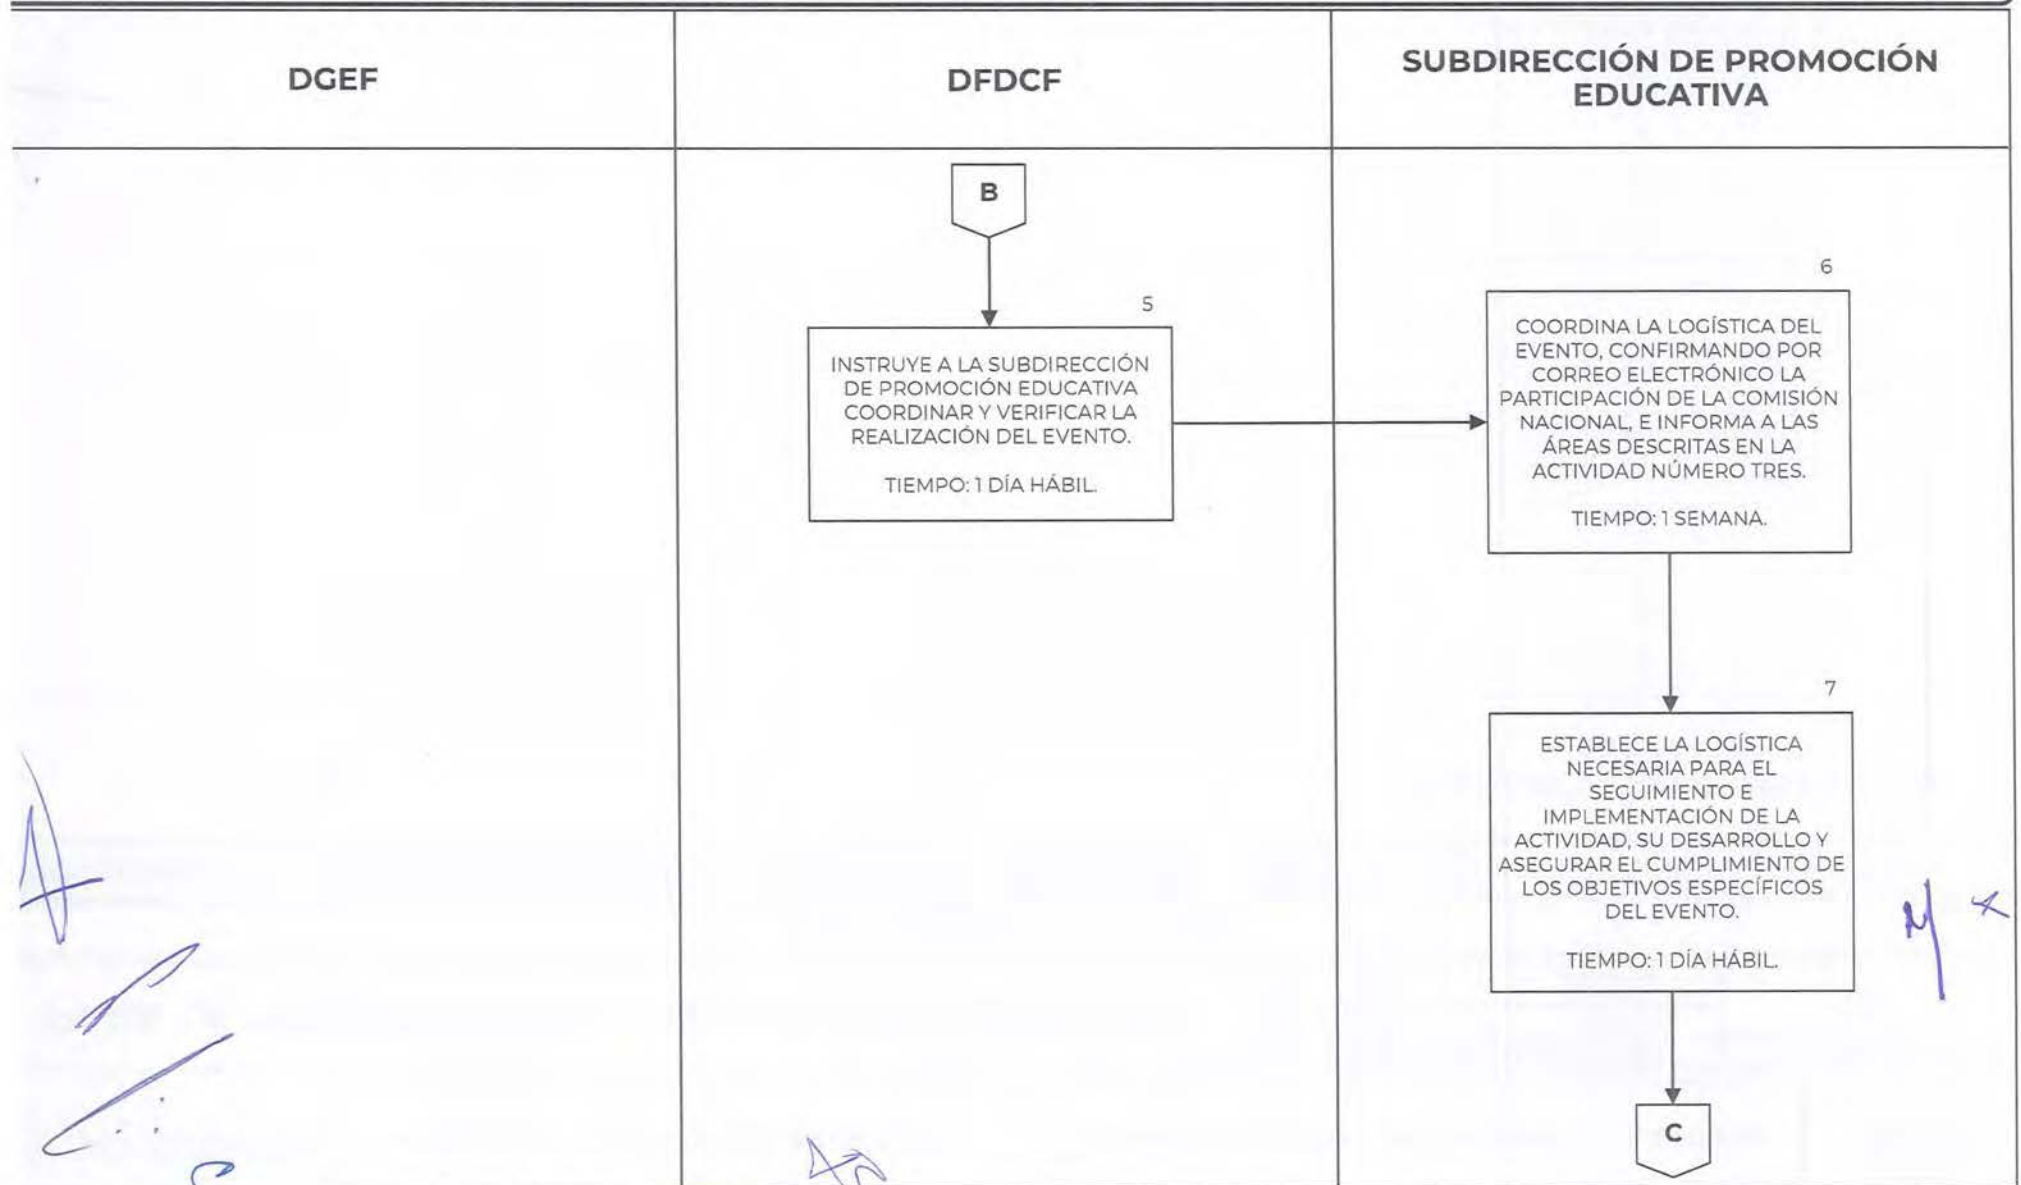 DGEF
DFDCF
SUBDIRECCIÓN DE PROMOCIÓN
EDUCATIVA
B
5
INSTRUYE A LA SUBDIRECCIÓN
DE PROMOCIÓN EDUCATIVA
COORDINAR Y VERIFICAR LA
REALIZACIÓN DEL EVENTO.
TIEMPO: 1 DÍA HÁBIL.
6
COORDINA LA LOGÍSTICA DEL
EVENTO, CONFIRMANDO POR
CORREO ELECTRÓNICO LA
PARTICIPACIÓN DE LA COMISIÓN
NACIONAL, E INFORMA A LAS
ÁREAS DESCRITAS EN LA
ACTIVIDAD NÚMERO TRES.
TIEMPO: 1 SEMANA.
7
ESTABLECE LA LOGÍSTICA
NECESARIA PARA EL
SEGUIMIENTO E
IMPLEMENTACIÓN DE LA
ACTIVIDAD, SU DESARROLLO Y
ASEGURAR EL CUMPLIMIENTO DE
LOS OBJETIVOS ESPECÍFICOS
DEL EVENTO.
TIEMPO: 1 DÍA HÁBIL.
C